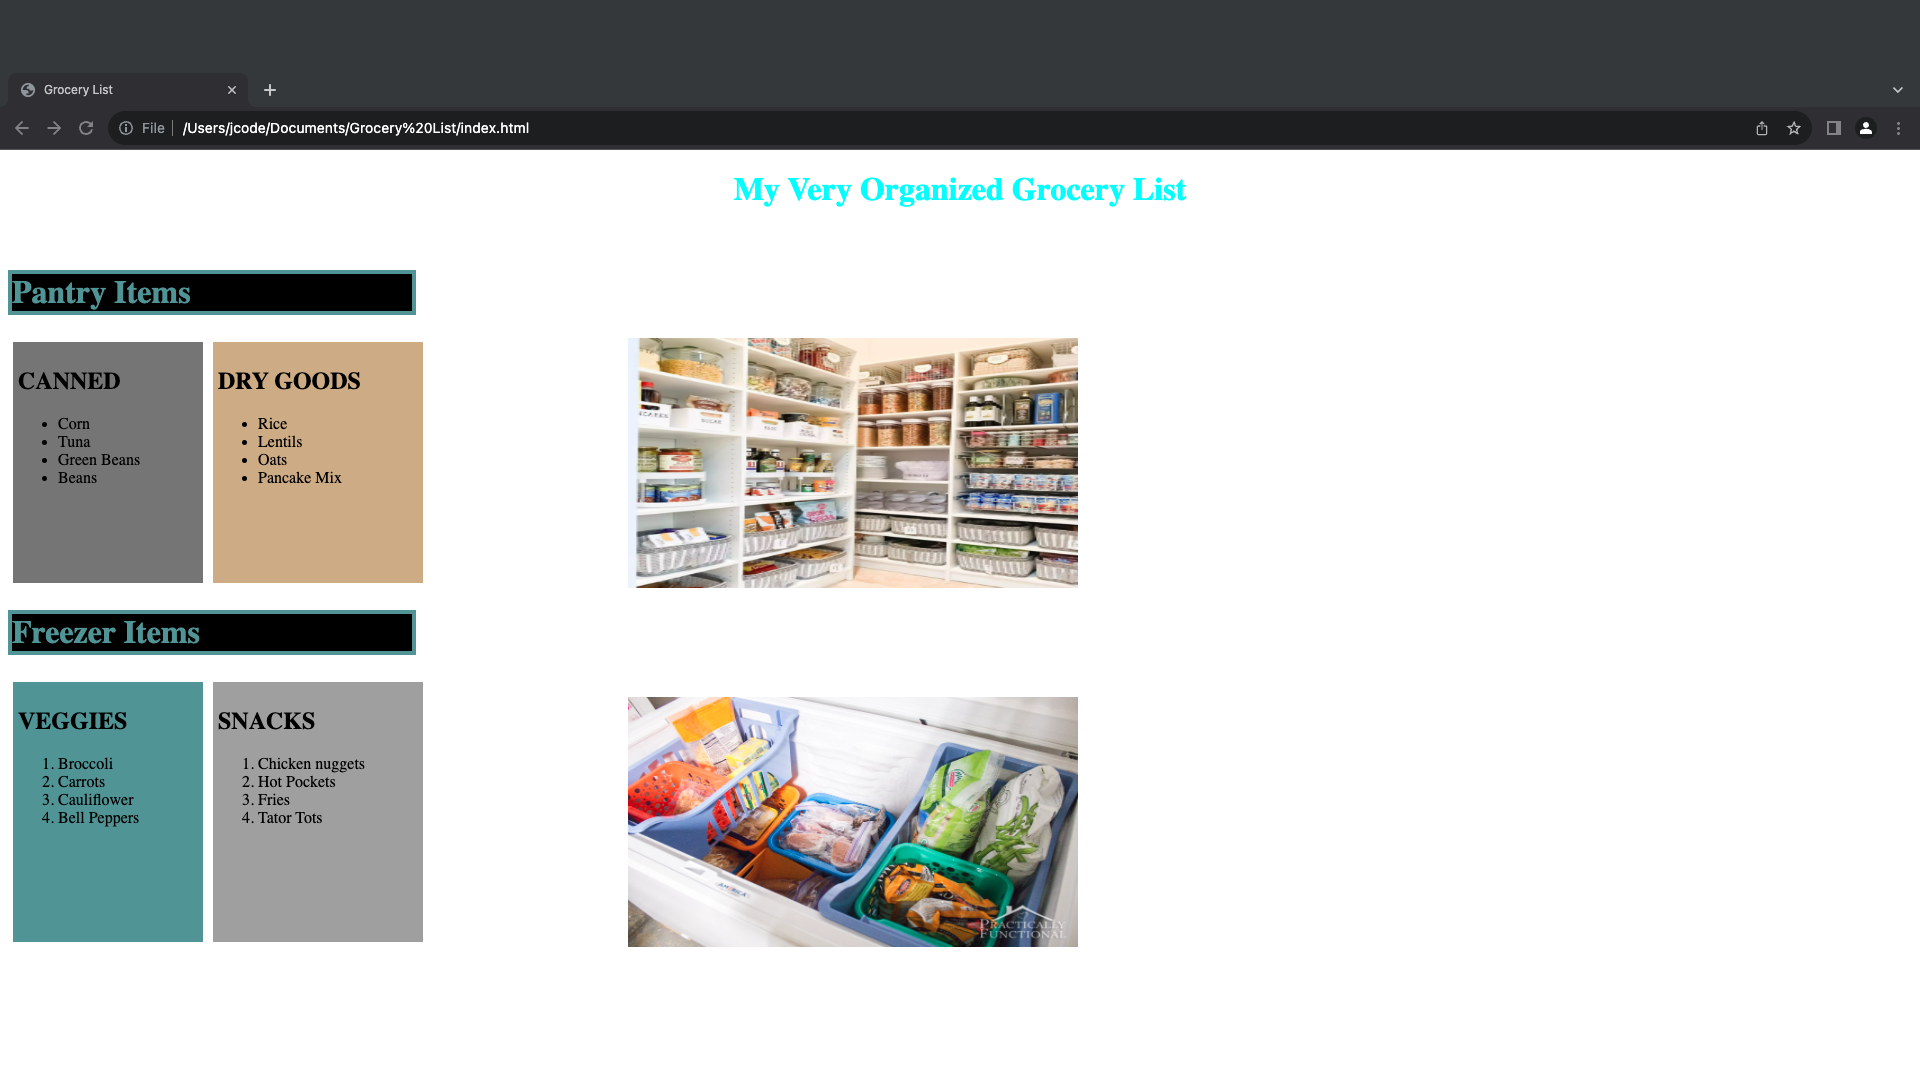 Grocery List
File
/Users/jcode/Documents/Grocery%20List/index.html
My Very Organized Grocery List
Pantry Items
CANNED
Corn
Tuna
Green Beans
Beans
DRY GOODS
Rice
Lentils
Oats
Pancake Mix
Freezer Items
VEGGIES
1. Broccoli
2. Carrots
3. Cauliflower
4. Bell Peppers
SNACKS
1. Chicken nuggets
2. Hot Pockets
3. Fries
4. Tator Tots
PRACTICALLY
FUNCTIONAL